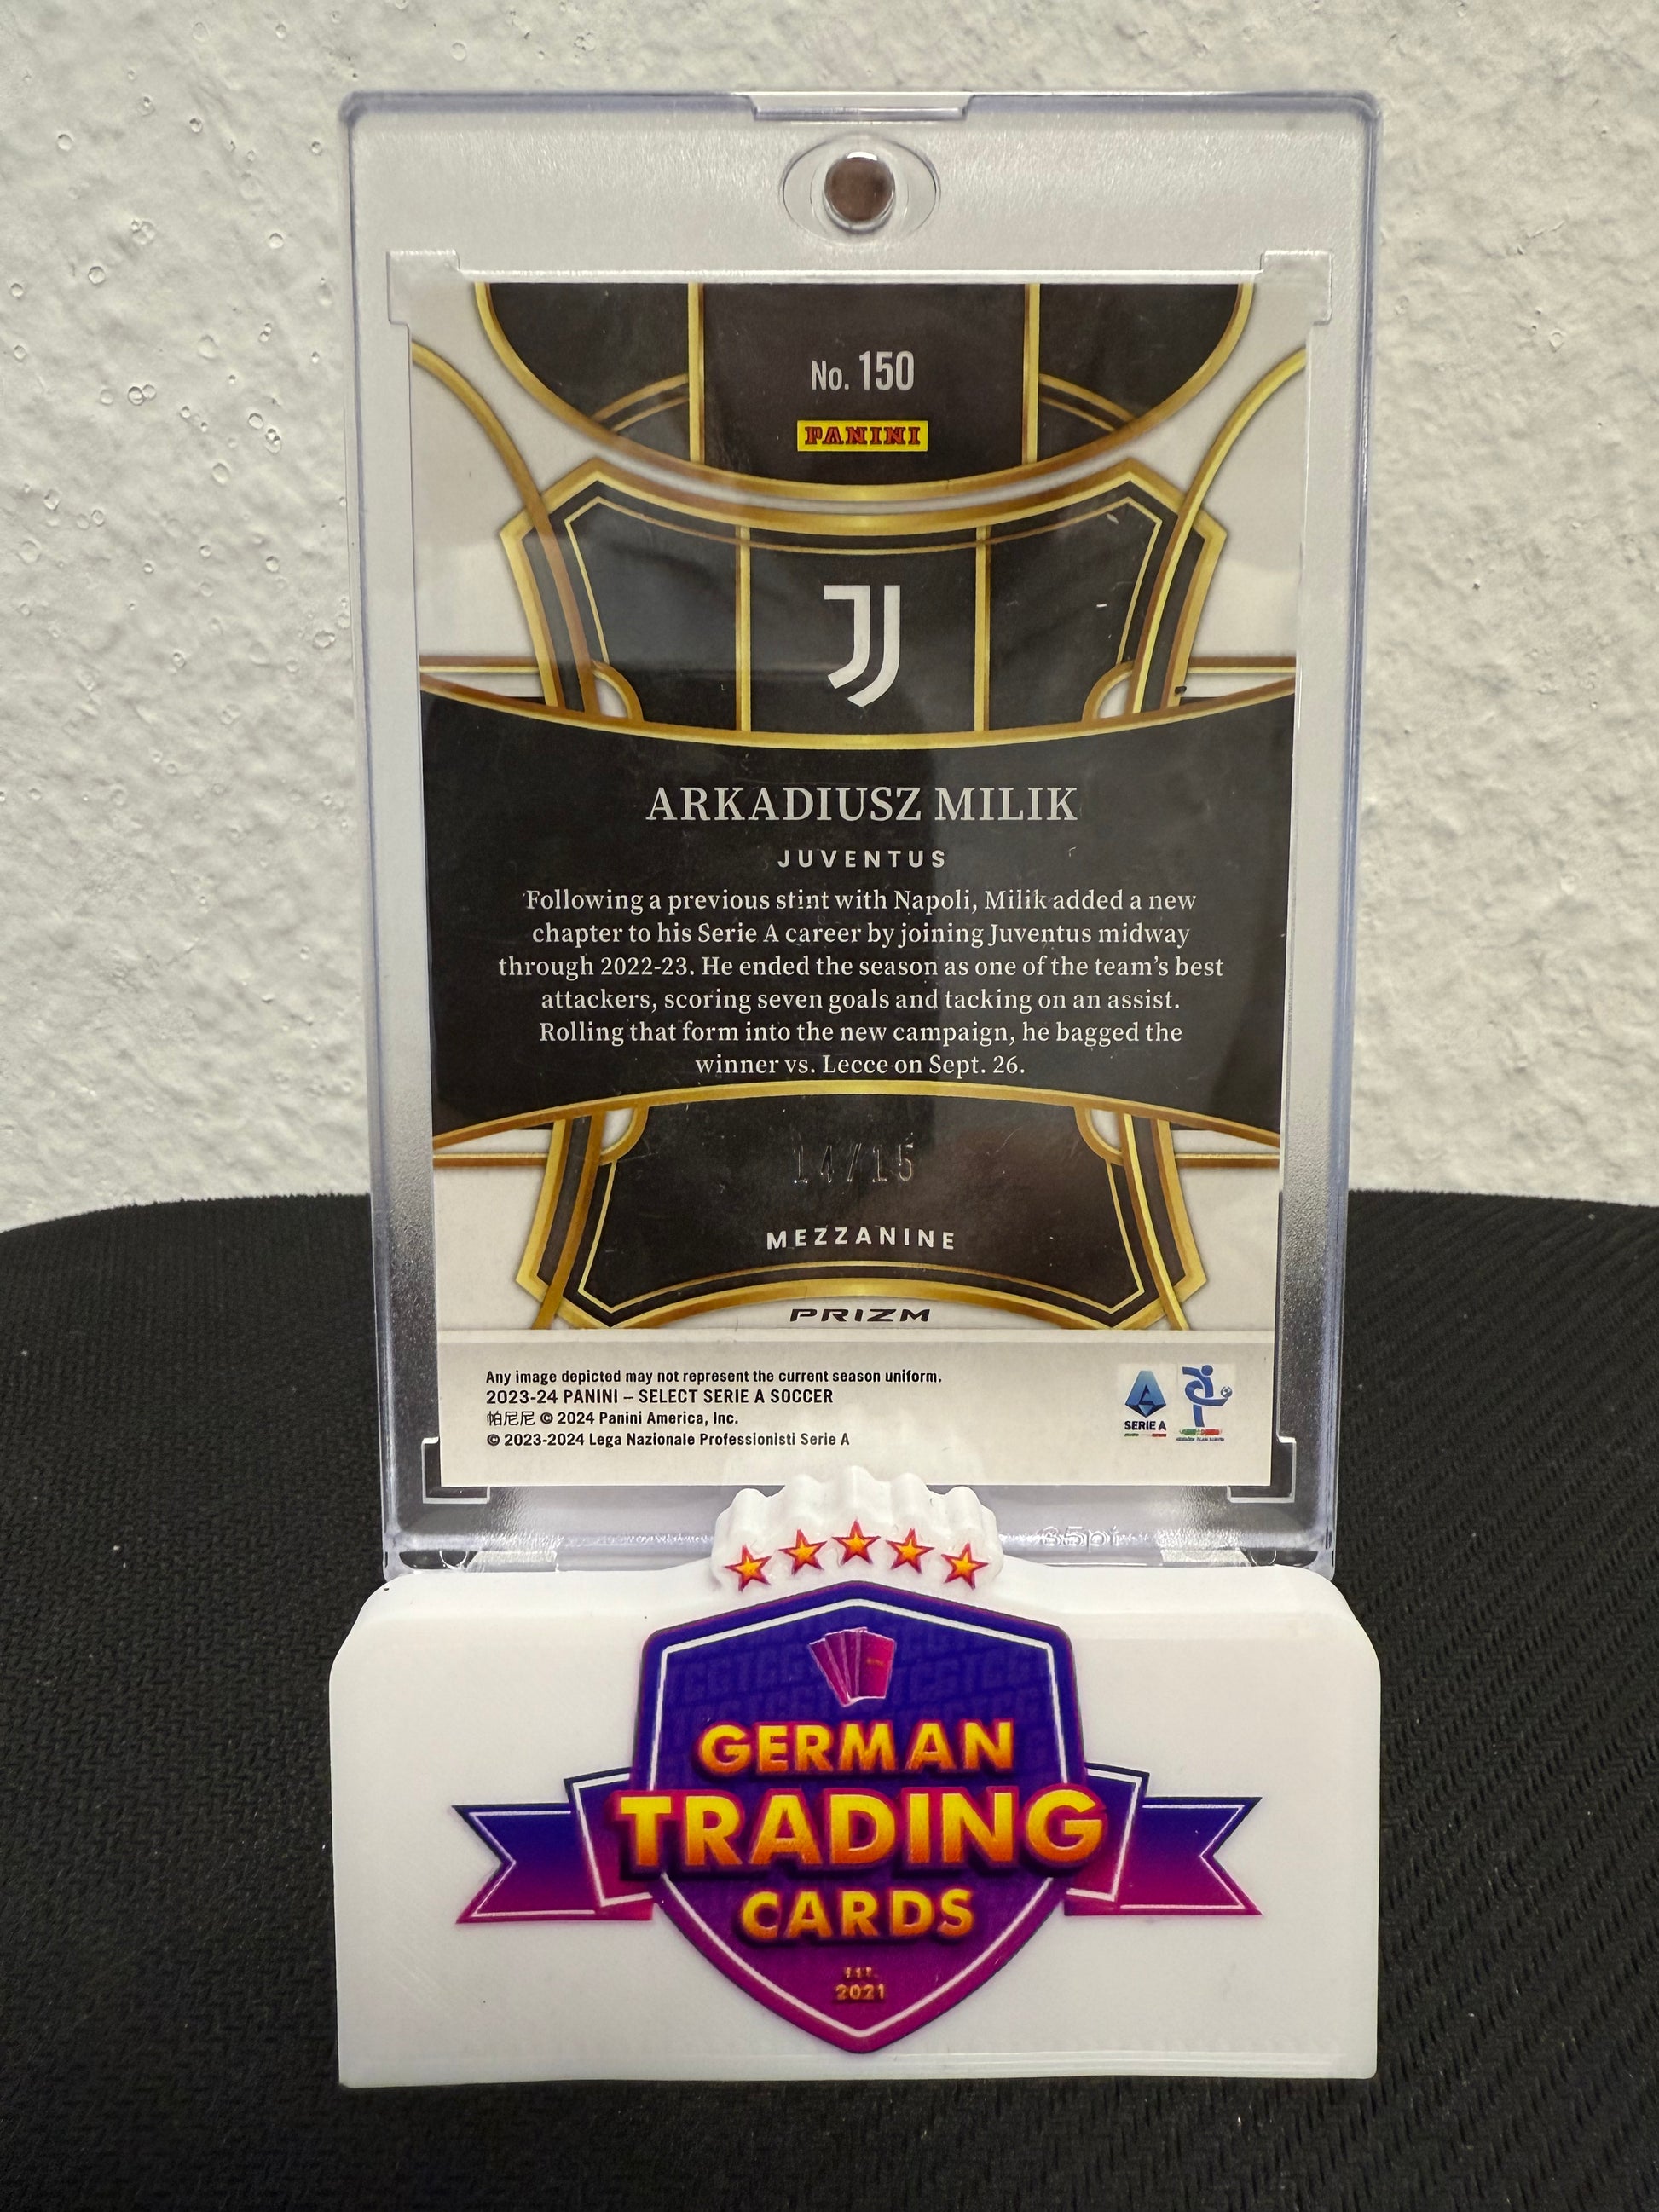 No. 150
PANINI
ARKADIUSZ MILIK
JUVENTUS
Following a previous stint with Napoli, Milik added a new
chapter to his Serie A career by joining Juventus midway
through 2022-23. He ended the season as one of the team's best
attackers, scoring seven goals and tacking on an assist.
Rolling that form into the new campaign, he bagged the
winner vs. Lecce on Sept. 26.
14/15
MEZZANINE
PRIZM
Any image depicted may not represent the current season uniform.
2023-24 PANINI – SELECT SERIE A SOCCER
帕尼尼 © 2024 Panini America, Inc.
© 2023-2024 Lega Nazionale Professionisti Serie A
SERIE A
35pt
GERMAN
TRADING
CARDS
EST.
2021